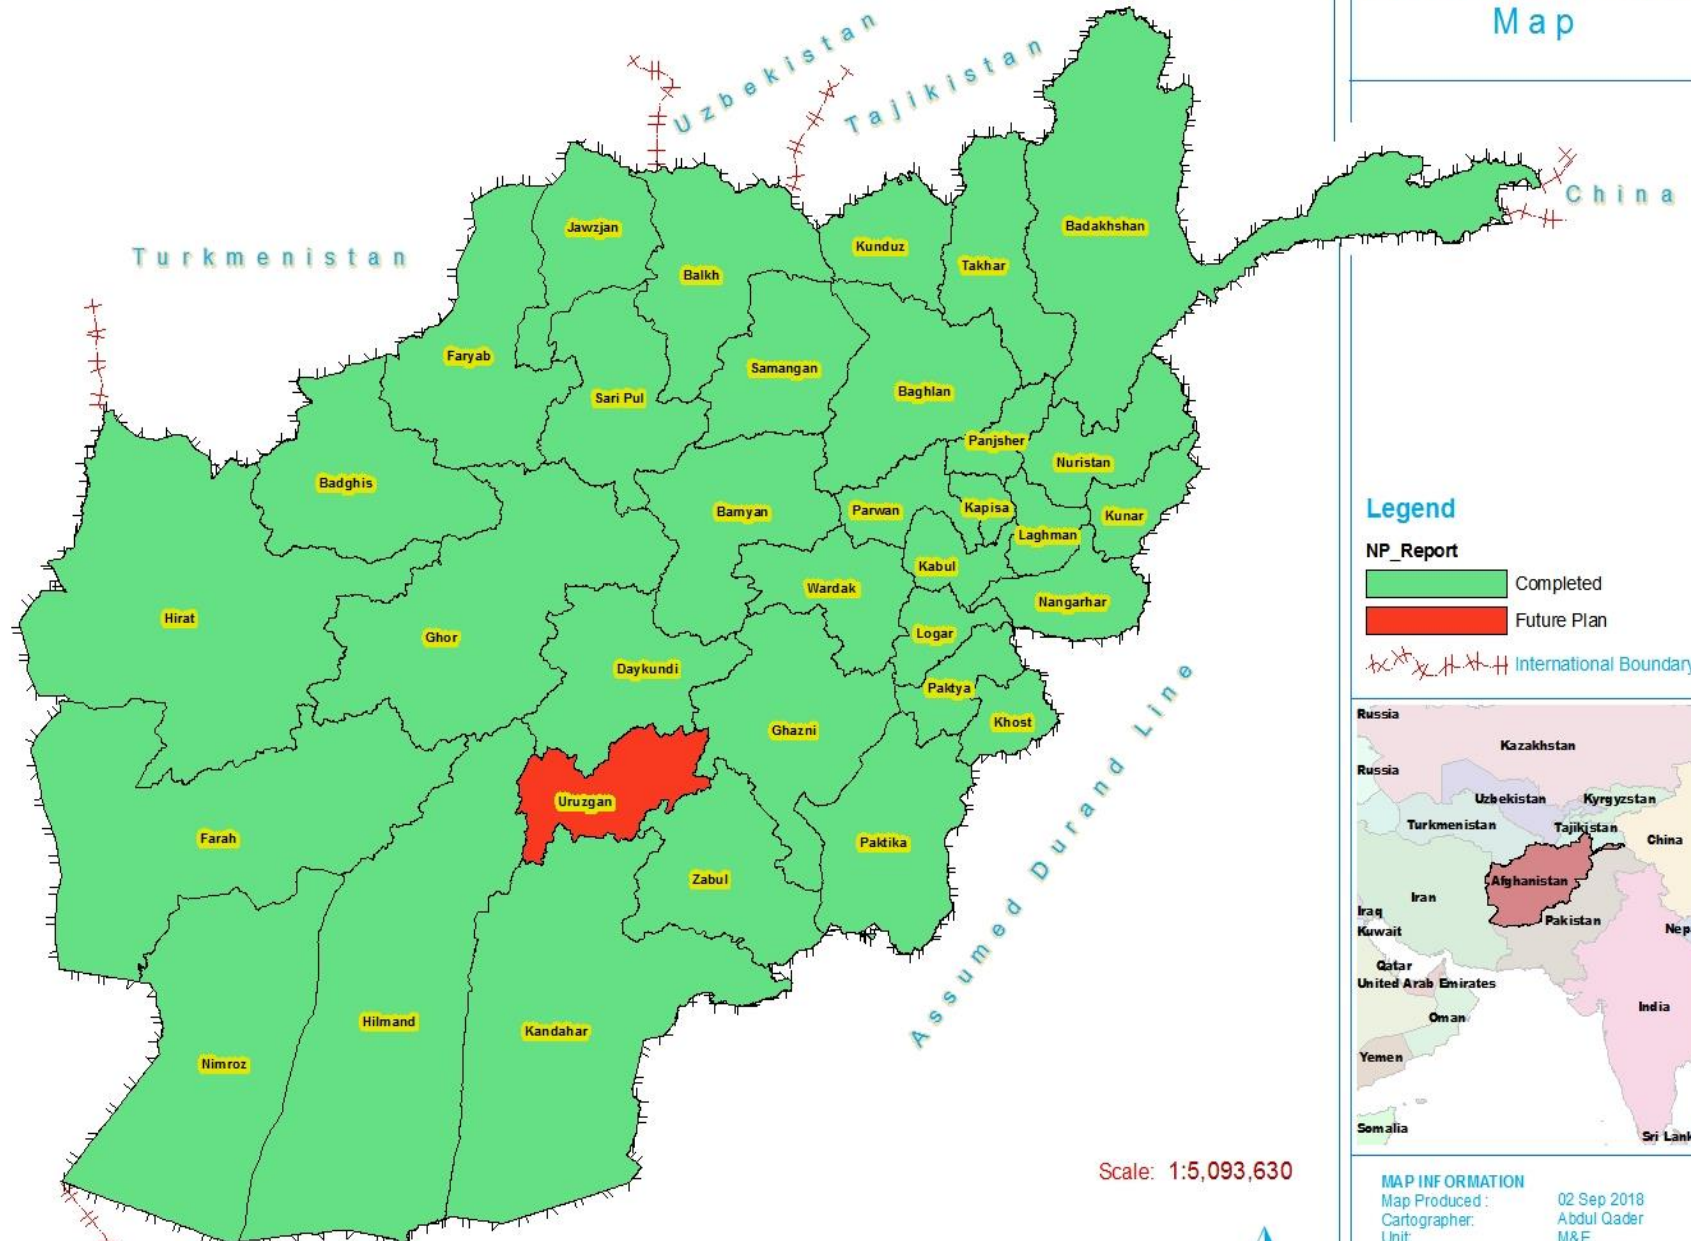 Map
Uzbekistan
Tajikistan
China
Turkmenistan
Jawzjan
Balkh
Kunduz
Takhar
Badakhshan
Faryab
Sari Pul
Samangan
Baghlan
Panjsher
Nuristan
Badghis
Bamyan
Parwan
Kapisa
Kunar
Laghman
Kabul
Wardak
Nangarhar
Hirat
Ghor
Logar
Daykundi
Paktya
Khost
Ghazni
Uruzgan
Farah
Paktika
Zabul
Hilmand
Kandahar
Nimroz
Assumed Durand Line
Scale: 1:5,093,630
Legend
NP_Report
Completed
Future Plan
International Boundary
Russia
Kazakhstan
Russia
Uzbekistan
Kyrgyzstan
Turkmenistan
Tajikistan
China
Afghanistan
Iran
Iraq
Pakistan
Kuwait
Nep
Qatar
United Arab Emirates
India
Oman
Yemen
Somalia
Sri Lank
MAP INFORMATION
Map Produced : 02 Sep 2018
Cartographer: Abdul Qader
Unit: M&E